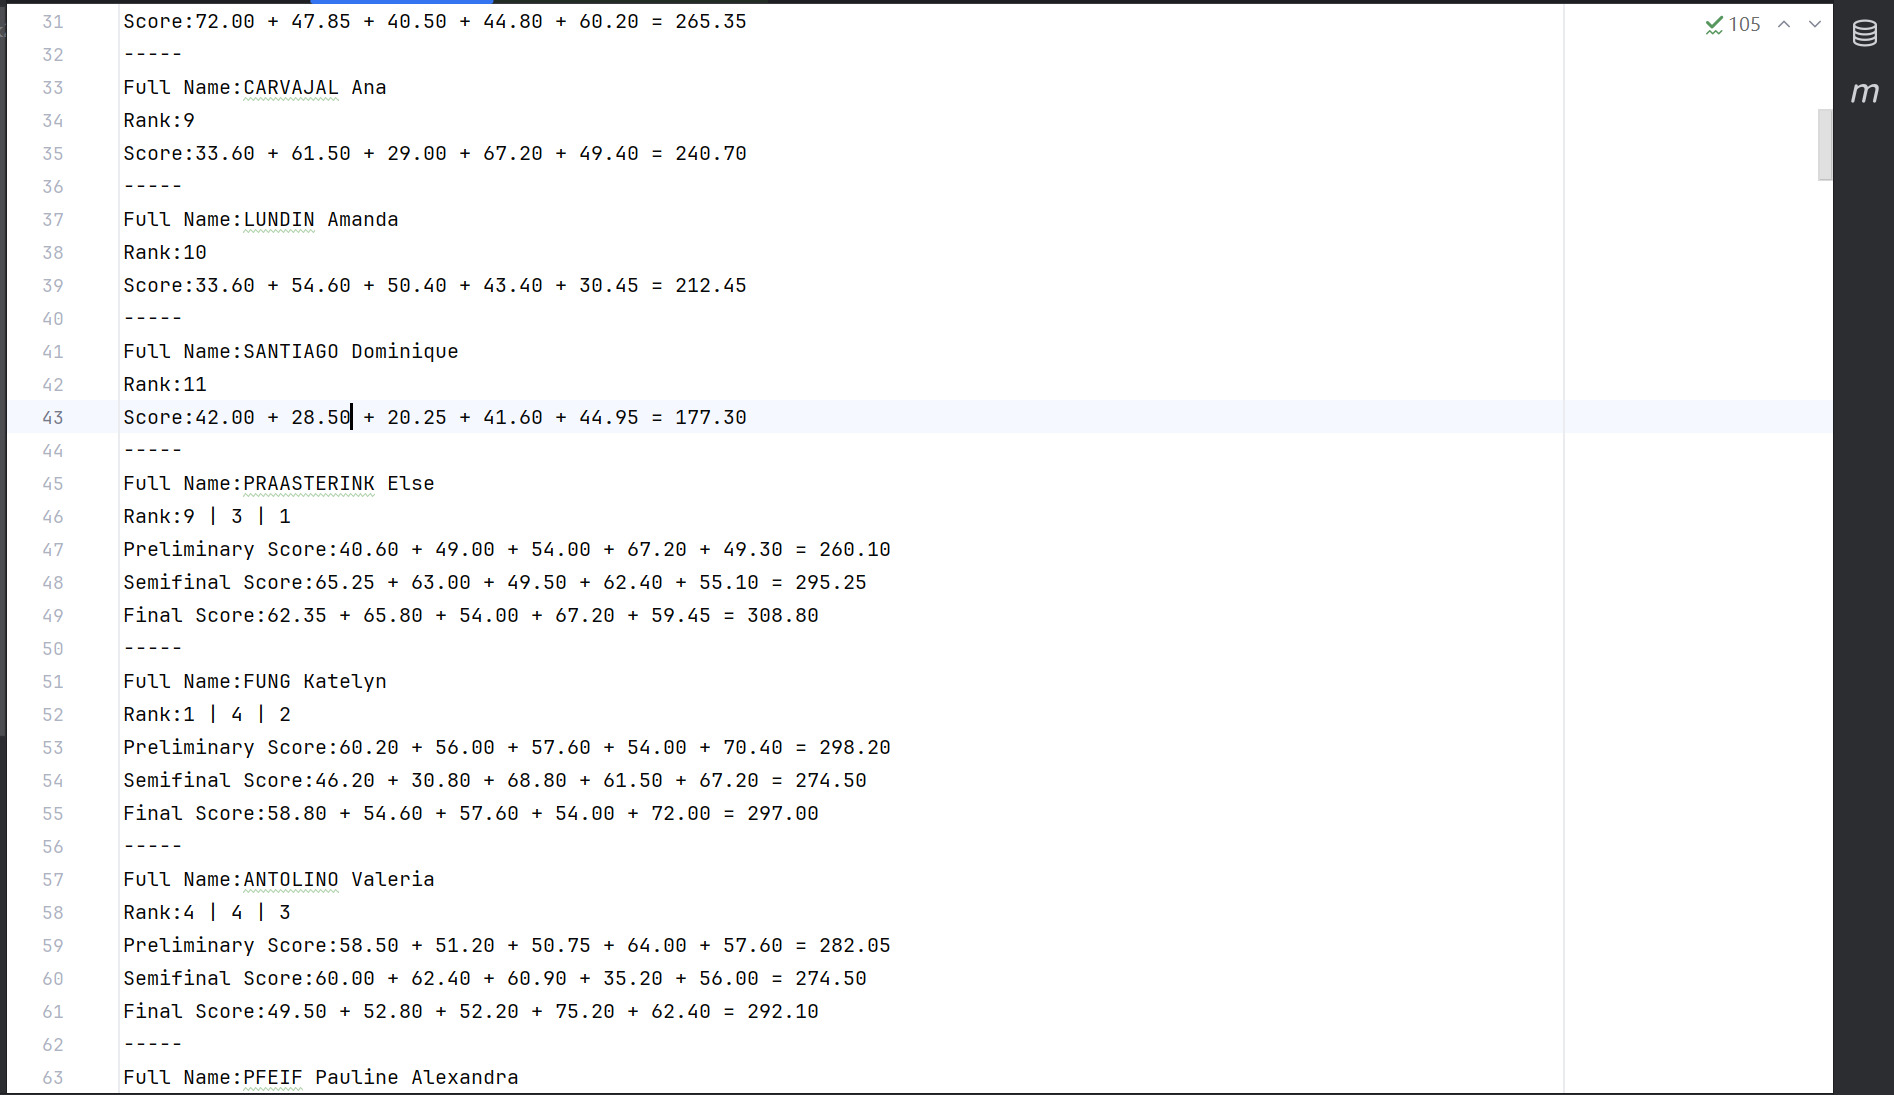 105
m
31 Score:72.00 + 47.85 + 40.50 + 44.80 + 60.20 = 265.35
32 -----
33 Full Name:CARVAJAL Ana
34 Rank:9
35 Score:33.60 + 61.50 + 29.00 + 67.20 + 49.40 = 240.70
36 -----
37 Full Name:LUNDIN Amanda
38 Rank:10
39 Score:33.60 + 54.60 + 50.40 + 43.40 + 30.45 = 212.45
40 -----
41 Full Name:SANTIAGO Dominique
42 Rank:11
43 Score:42.00 + 28.50 + 20.25 + 41.60 + 44.95 = 177.30
44 -----
45 Full Name:PRAASTERINK Else
46 Rank:9 | 3 | 1
47 Preliminary Score:40.60 + 49.00 + 54.00 + 67.20 + 49.30 = 260.10
48 Semifinal Score:65.25 + 63.00 + 49.50 + 62.40 + 55.10 = 295.25
49 Final Score:62.35 + 65.80 + 54.00 + 67.20 + 59.45 = 308.80
50 -----
51 Full Name:FUNG Katelyn
52 Rank:1 | 4 | 2
53 Preliminary Score:60.20 + 56.00 + 57.60 + 54.00 + 70.40 = 298.20
54 Semifinal Score:46.20 + 30.80 + 68.80 + 61.50 + 67.20 = 274.50
55 Final Score:58.80 + 54.60 + 57.60 + 54.00 + 72.00 = 297.00
56 -----
57 Full Name:ANTOLINO Valeria
58 Rank:4 | 4 | 3
59 Preliminary Score:58.50 + 51.20 + 50.75 + 64.00 + 57.60 = 282.05
60 Semifinal Score:60.00 + 62.40 + 60.90 + 35.20 + 56.00 = 274.50
61 Final Score:49.50 + 52.80 + 52.20 + 75.20 + 62.40 = 292.10
62 -----
63 Full Name:PFEIF Pauline Alexandra